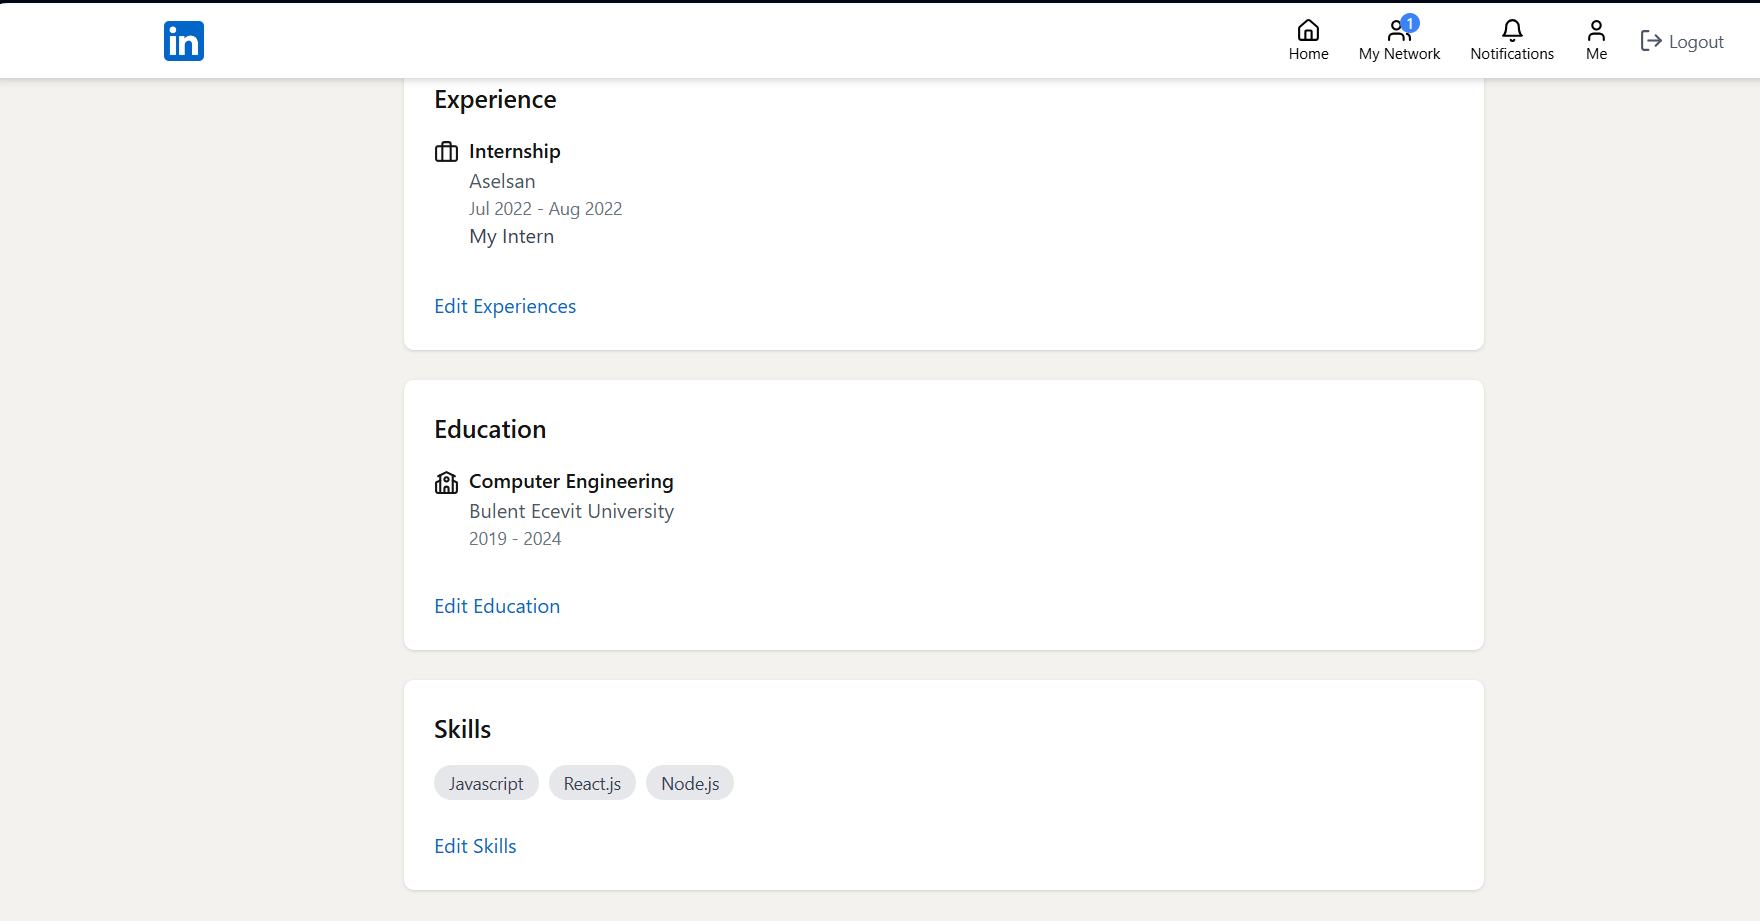 in
Home
My Network
1
Notifications
Me
Logout
Experience
Internship
Aselsan
Jul 2022 - Aug 2022
My Intern
Edit Experiences
Education
Computer Engineering
Bulent Ecevit University
2019 - 2024
Edit Education
Skills
Javascript React.js Node.js
Edit Skills